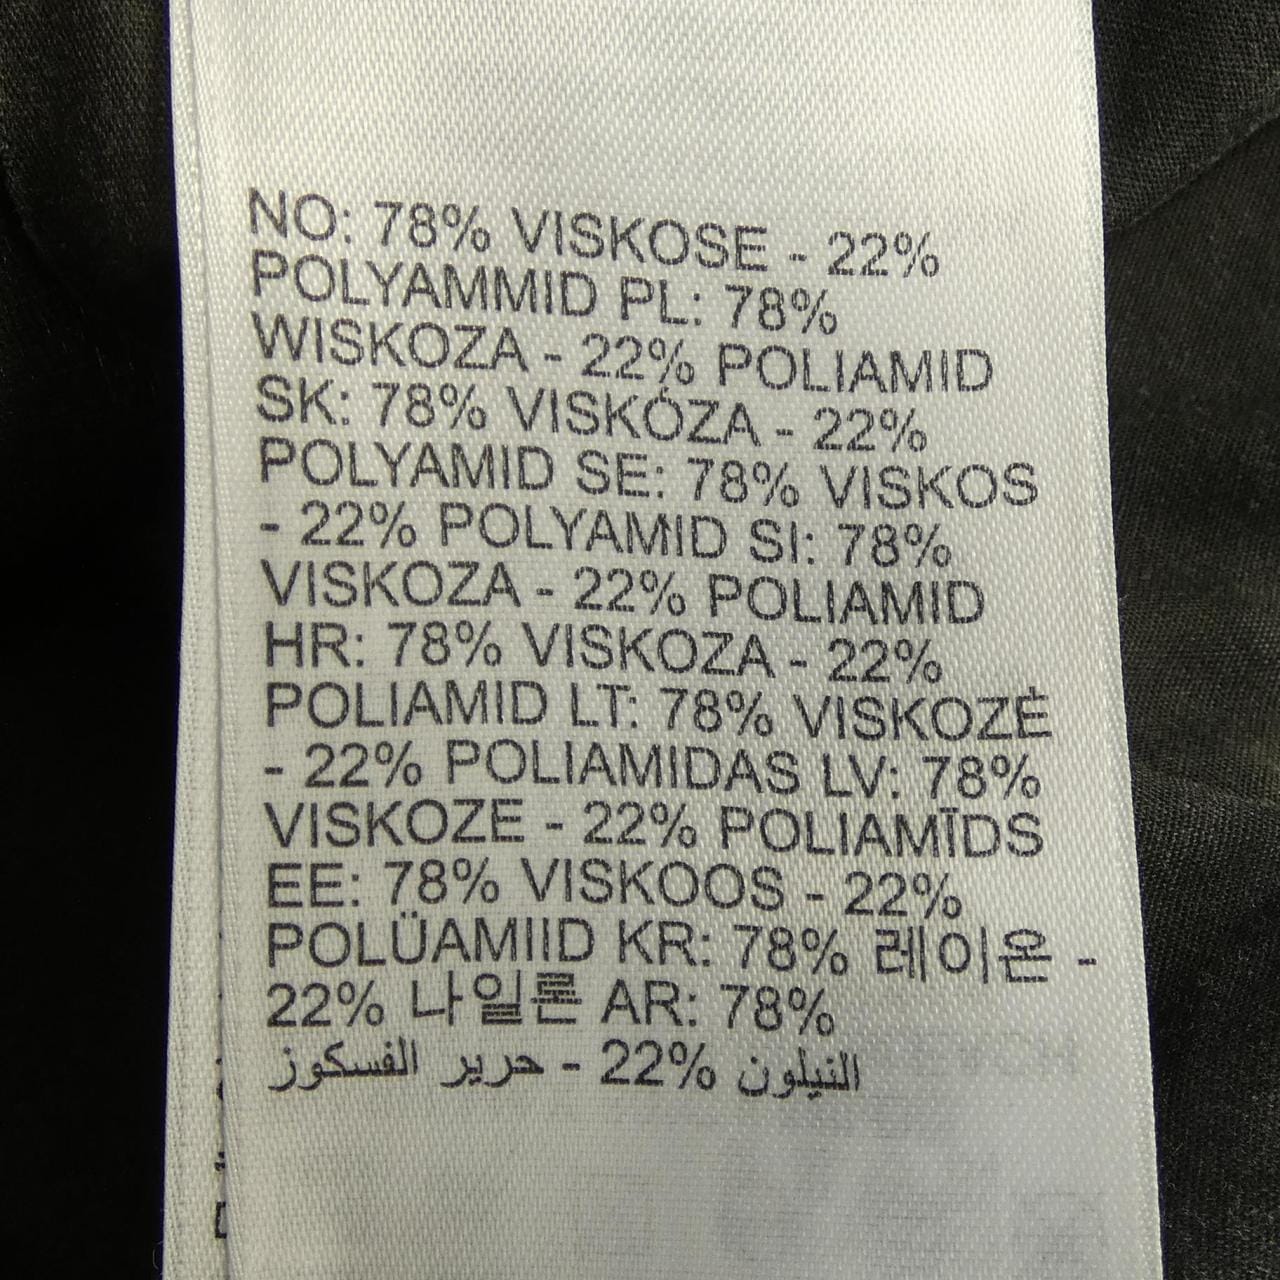 NO: 78% VISKOSE - 22%
POLYAMMID PL: 78%
WISKOZA - 22% POLIAMID
SK: 78% VISKÓZA - 22%
POLYAMID SE: 78% VISKOS
- 22% POLYAMID SI: 78%
VISKOZA - 22% POLIAMID
HR: 78% VISKOZA - 22%
POLIAMID LT: 78% VISKOZĖ
- 22% POLIAMIDAS LV: 78%
VISKOZE - 22% POLIAMĪDS
EE: 78% VISKOOS - 22%
POLÜAMIID KR: 78% 레이온 -
22% 나일론 AR: 78%
حرير الفسكوز - 22% النيلون